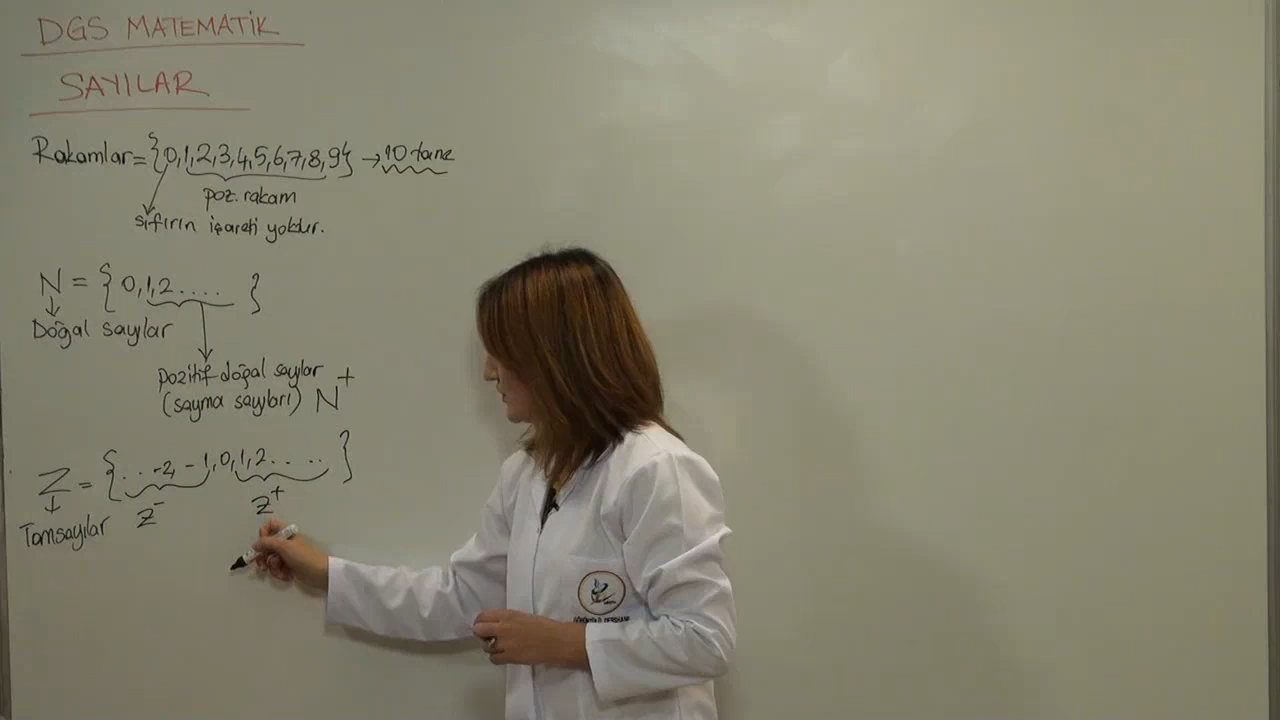 DGS MATEMATİK
SAYILAR
Rakamlar = {0,1,2,3,4,5,6,7,8,9} → 10 tane
poz. rakam
sıfırın işareti yoktur.
N = { 0,1,2.... }
Doğal sayılar
pozitif doğal sayılar
(sayma sayıları) N⁺
Z = {...-2,-1,0,1,2.....}
Z⁻ Z⁺
Tamsayılar